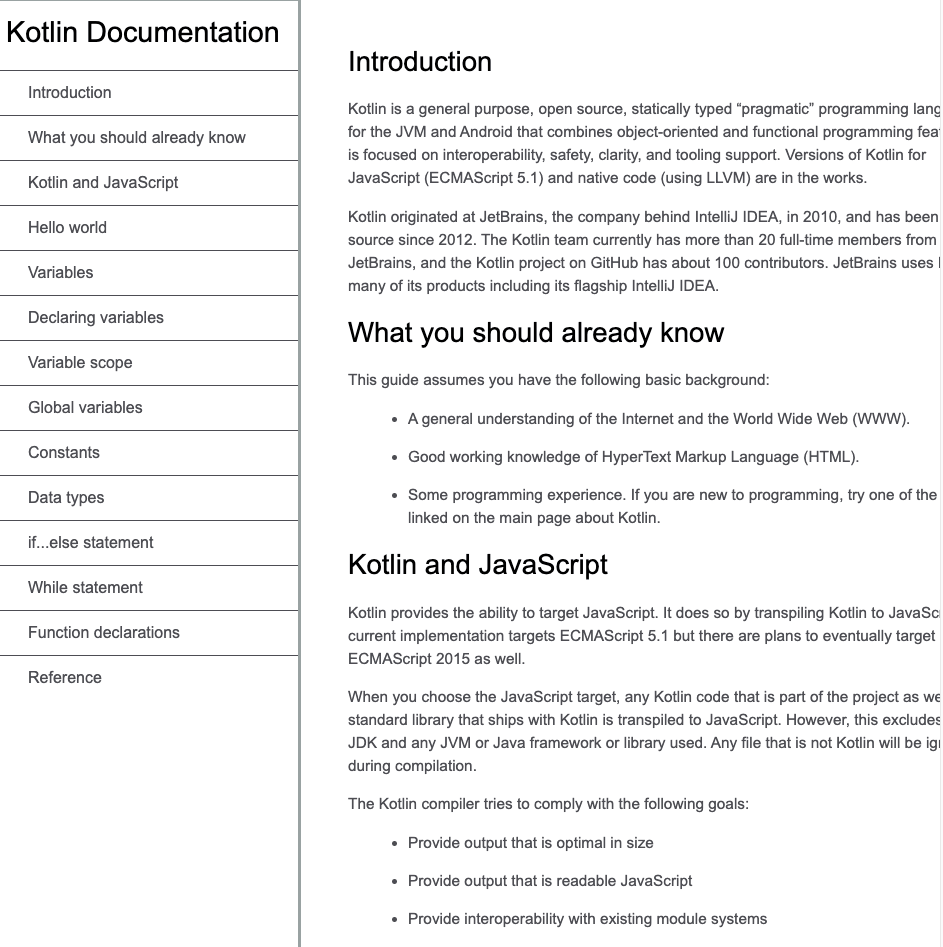 Kotlin Documentation
Introduction
What you should already know
Kotlin and JavaScript
Hello world
Variables
Declaring variables
Variable scope
Global variables
Constants
Data types
if...else statement
While statement
Function declarations
Reference
Introduction
Kotlin is a general purpose, open source, statically typed “pragmatic” programming
for the JVM and Android that combines object-oriented and functional programming
is focused on interoperability, safety, clarity, and tooling support. Versions of Kotlin for
JavaScript (ECMAScript 5.1) and native code (using LLVM) are in the works.
Kotlin originated at JetBrains, the company behind IntelliJ IDEA, in 2010, and has been
source since 2012. The Kotlin team currently has more than 20 full-time members from
JetBrains, and the Kotlin project on GitHub has about 100 contributors. JetBrains uses
many of its products including its flagship IntelliJ IDEA.
What you should already know
This guide assumes you have the following basic background:
• A general understanding of the Internet and the World Wide Web (WWW).
• Good working knowledge of HyperText Markup Language (HTML).
• Some programming experience. If you are new to programming, try one of the
linked on the main page about Kotlin.
Kotlin and JavaScript
Kotlin provides the ability to target JavaScript. It does so by transpiling Kotlin to
current implementation targets ECMAScript 5.1 but there are plans to eventually target
ECMAScript 2015 as well.
When you choose the JavaScript target, any Kotlin code that is part of the project as
standard library that ships with Kotlin is transpiled to JavaScript. However, this excludes
JDK and any JVM or Java framework or library used. Any file that is not Kotlin will be
during compilation.
The Kotlin compiler tries to comply with the following goals:
• Provide output that is optimal in size
• Provide output that is readable JavaScript
• Provide interoperability with existing module systems